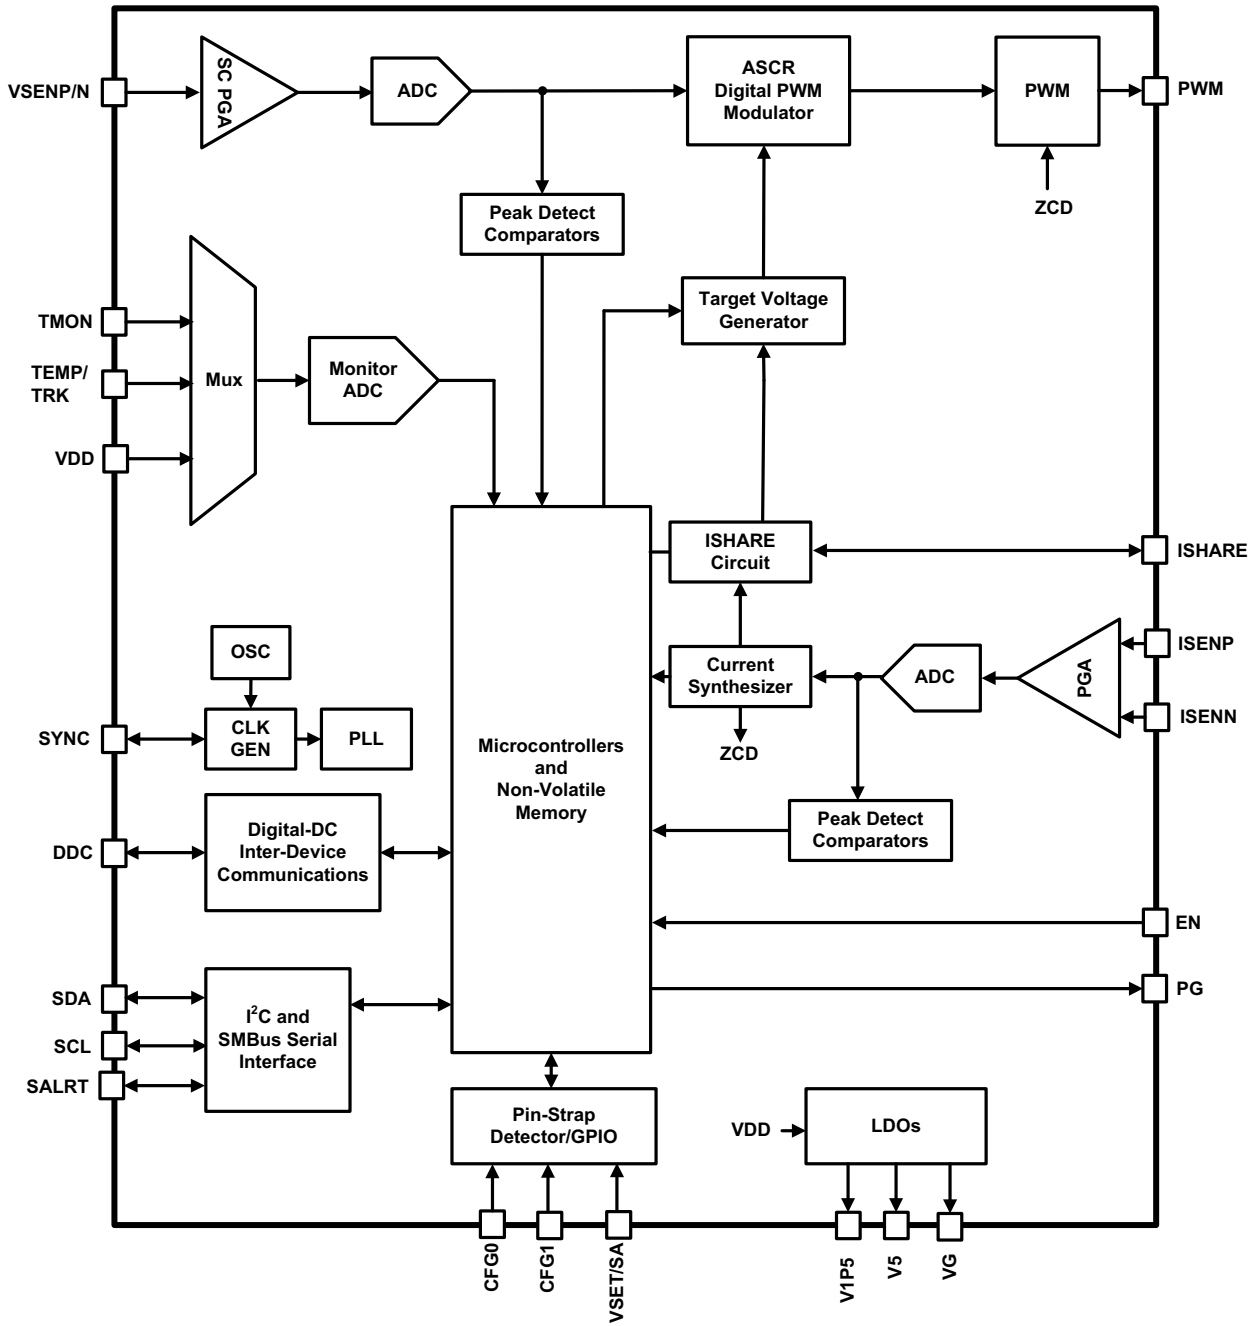 VSENP/N
SC PGA
ADC
ASCR
Digital PWM
Modulator
PWM
PWM
ZCD
Peak Detect
Comparators
TMON
TEMP/
TRK
VDD
Mux
Monitor
ADC
Target Voltage
Generator
ISHARE
Circuit
ISHARE
ISENP
ISENN
PGA
ADC
Current
Synthesizer
ZCD
Peak Detect
Comparators
OSC
SYNC
CLK
GEN
PLL
Microcontrollers
and
Non-Volatile
Memory
DDC
Digital-DC
Inter-Device
Communications
EN
PG
SDA
SCL
SALRT
I²C and
SMBus Serial
Interface
Pin-Strap
Detector/GPIO
VDD
LDOs
CFG0
CFG1
VSET/SA
V1P5
V5
VG